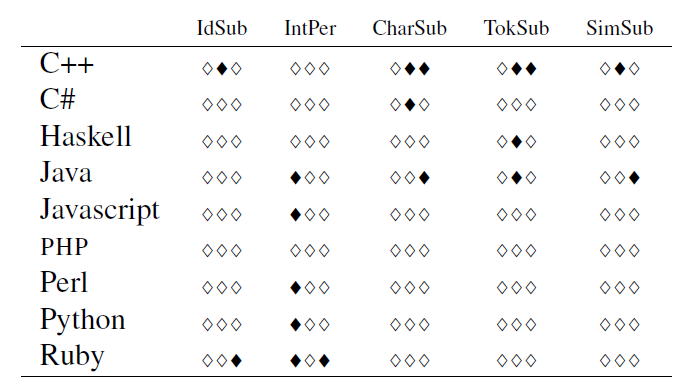 IdSub IntPer CharSub TokSub SimSub
C++ ♢♦♢ ♢♢♢ ♢♦♦ ♢♦♦ ♢♦♢
C# ♢♢♢ ♢♢♢ ♢♦♢ ♢♢♢ ♢♢♢
Haskell ♢♢♢ ♢♢♢ ♢♢♢ ♢♦♢ ♢♢♢
Java ♢♢♢ ♦♢♢ ♢♢♦ ♢♦♢ ♢♢♦
Javascript ♢♢♢ ♦♢♢ ♢♢♢ ♢♢♢ ♢♢♢
PHP ♢♢♢ ♢♢♢ ♢♢♢ ♢♢♢ ♢♢♢
Perl ♢♢♢ ♦♢♢ ♢♢♢ ♢♢♢ ♢♢♢
Python ♢♢♢ ♦♢♢ ♢♢♢ ♢♢♢ ♢♢♢
Ruby ♢♢♦ ♦♢♦ ♢♢♢ ♢♢♢ ♢♢♢